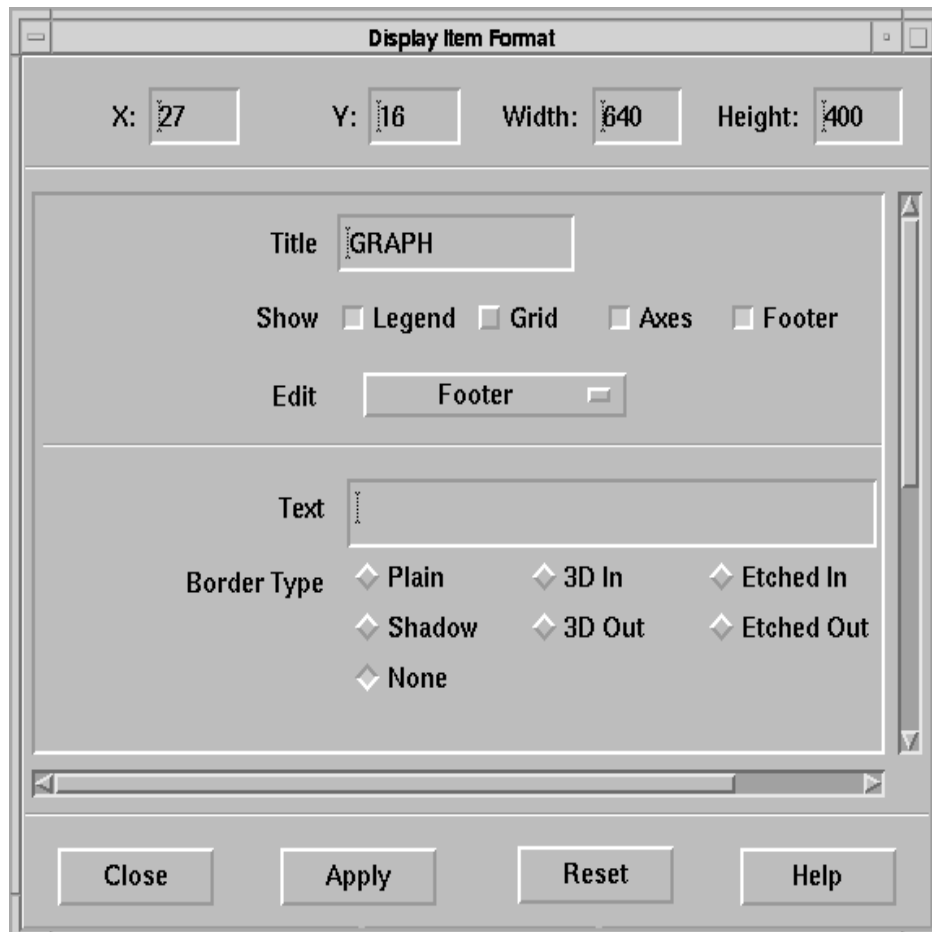 Display Item Format
X: 27 Y: 16 Width: 640 Height: 400
Title GRAPH
Show Legend Grid Axes Footer
Edit Footer
Text
Border Type Plain 3D In Etched In
Shadow 3D Out Etched Out
None
Close Apply Reset Help